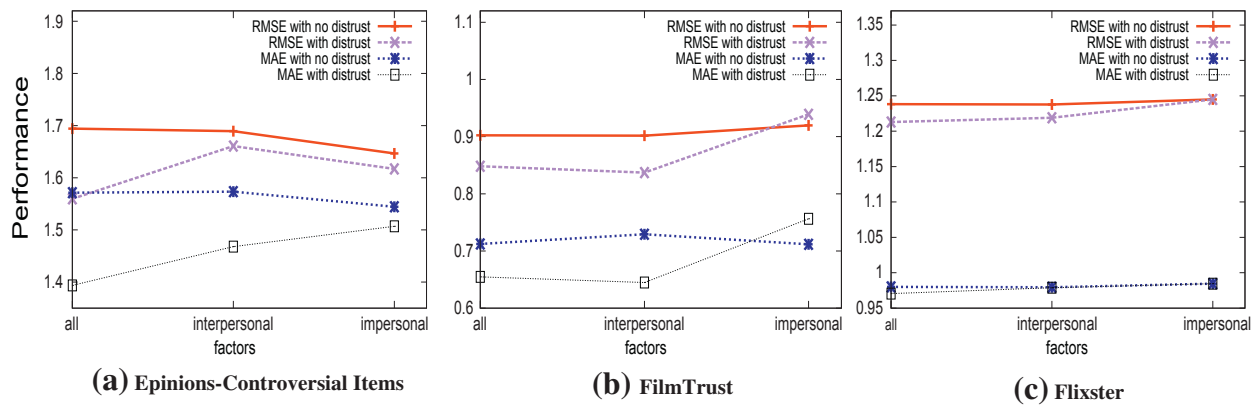 Performance
1.9
1.8
1.7
1.6
1.5
1.4
RMSE with no distrust
RMSE with distrust
MAE with no distrust
MAE with distrust
all
interpersonal
impersonal
factors
(a) Epinions-Controversial Items
1.1
1
0.9
0.8
0.7
0.6
RMSE with no distrust
RMSE with distrust
MAE with no distrust
MAE with distrust
all
interpersonal
impersonal
factors
(b) FilmTrust
1.35
1.3
1.25
1.2
1.15
1.1
1.05
1
0.95
RMSE with no distrust
RMSE with distrust
MAE with no distrust
MAE with distrust
all
interpersonal
impersonal
factors
(c) Flixster